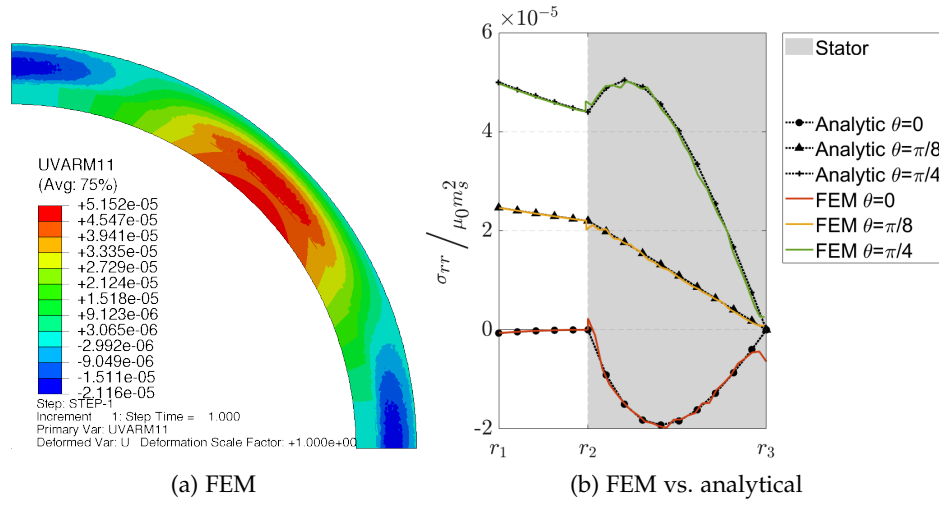 UVARM11
(Avg: 75%)
+5.152e-05
+4.547e-05
+3.941e-05
+3.335e-05
+2.729e-05
+2.124e-05
+1.518e-05
+9.123e-06
+3.065e-06
-2.992e-06
-9.049e-06
-1.511e-05
-2.116e-05
Step: STEP-1
Increment 1: Step Time = 1.000
Primary Var: UVARM11
Deformed Var: U Deformation Scale Factor: +1.000e+00
(a) FEM
×10⁻⁵
6
4
2
0
-2
σ_rr / μ₀m_s²
r₁ r₂ r₃
Stator
Analytic θ=0
Analytic θ=π/8
Analytic θ=π/4
FEM θ=0
FEM θ=π/8
FEM θ=π/4
(b) FEM vs. analytical